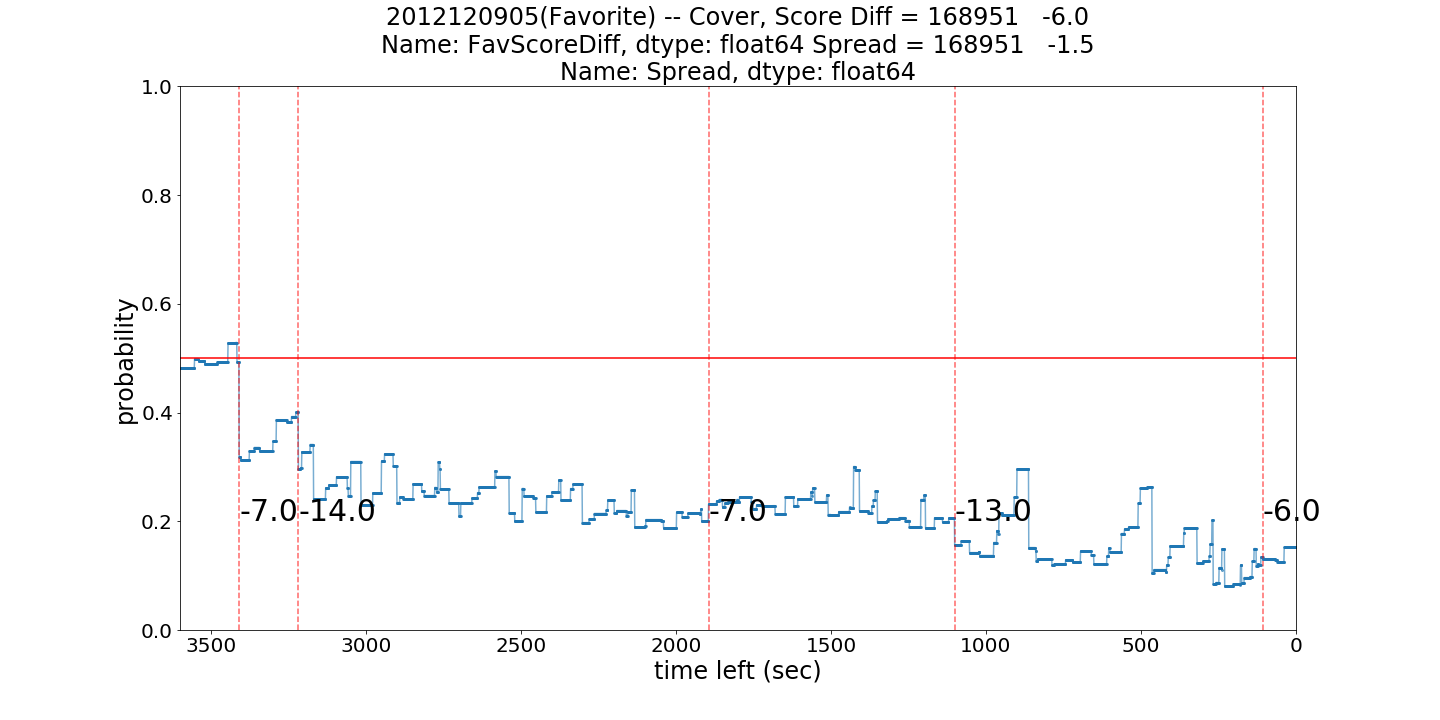 2012120905(Favorite) -- Cover, Score Diff = 168951   -6.0
Name: FavScoreDiff, dtype: float64 Spread = 168951   -1.5
Name: Spread, dtype: float64
probability
1.0
0.8
0.6
0.4
0.2
0.0
-7.0
-14.0
-7.0
-13.0
-6.0
3500 3000 2500 2000 1500 1000 500 0
time left (sec)